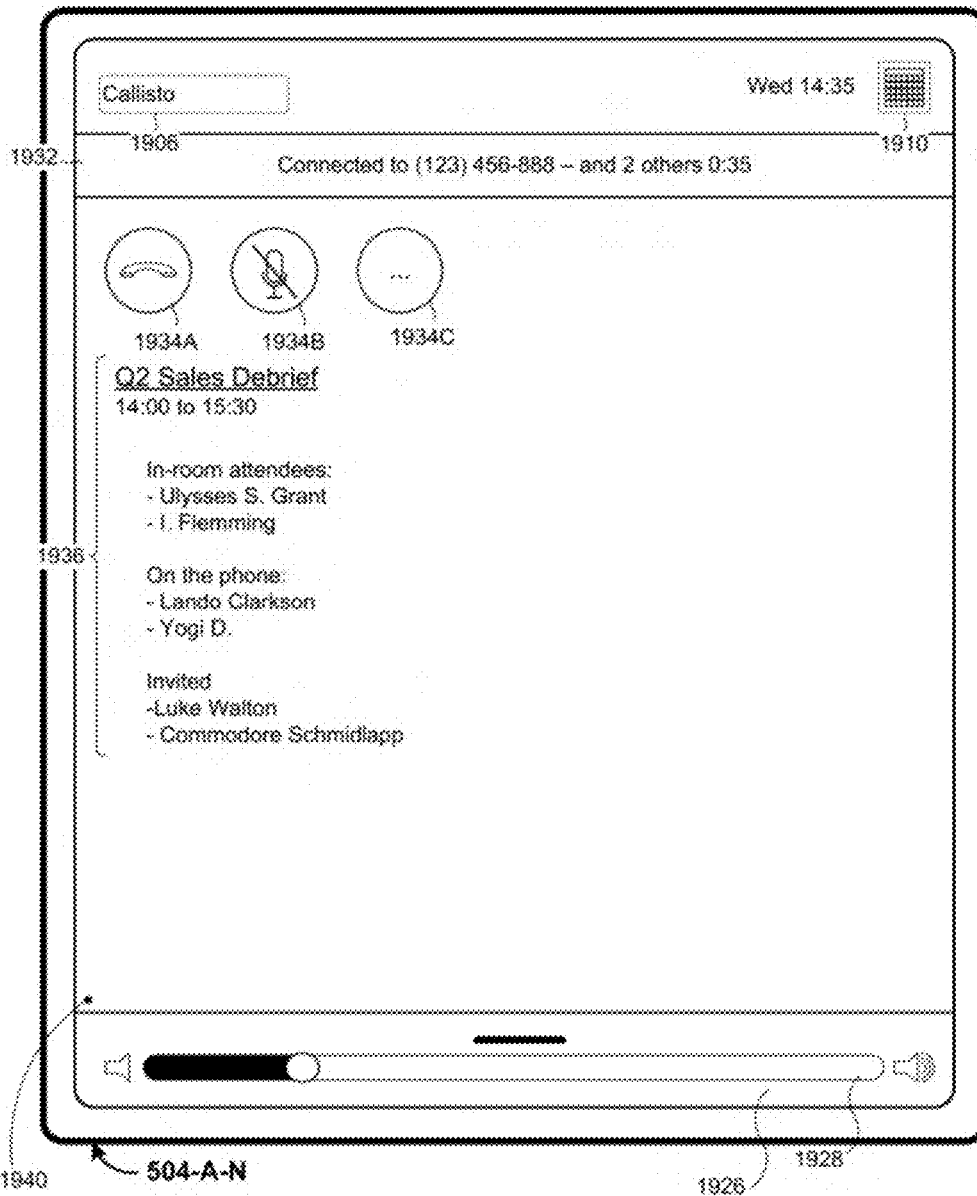 Callisto
Wed 14:35
1906
1910
1932
Connected to (123) 456-888 – and 2 others 0:35
1934A
1934B
1934C
Q2 Sales Debrief
14:00 to 15:30
In-room attendees:
- Ulysses S. Grant
- I. Flemming
1936
On the phone:
- Lando Clarkson
- Yogi D.
Invited
-Luke Walton
- Commodore Schmidlapp
1940
504-A-N
1926
1928